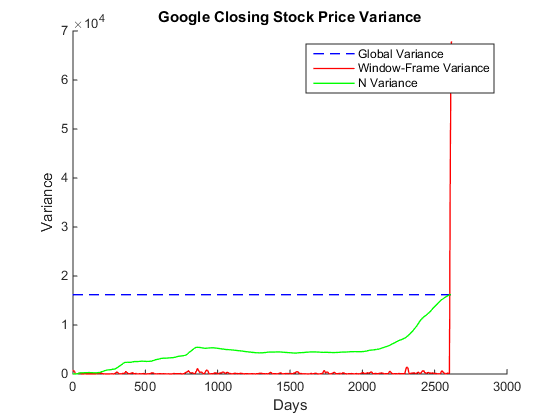 Google Closing Stock Price Variance
× 10⁴
7
6
5
4
3
2
1
0
Variance
Global Variance
Window-Frame Variance
N Variance
0 500 1000 1500 2000 2500 3000
Days